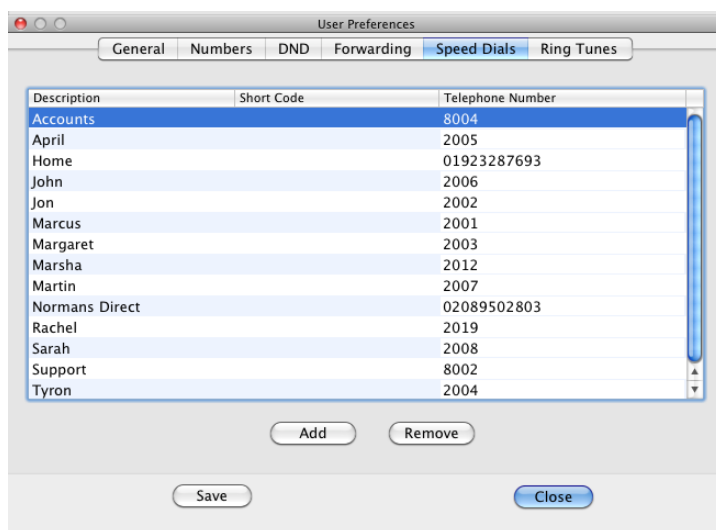 User Preferences
General Numbers DND Forwarding Speed Dials Ring Tunes
Description Short Code Telephone Number
Accounts 8004
April 2005
Home 01923287693
John 2006
Jon 2002
Marcus 2001
Margaret 2003
Marsha 2012
Martin 2007
Normans Direct 02089502803
Rachel 2019
Sarah 2008
Support 8002
Tyron 2004
Add Remove
Save Close